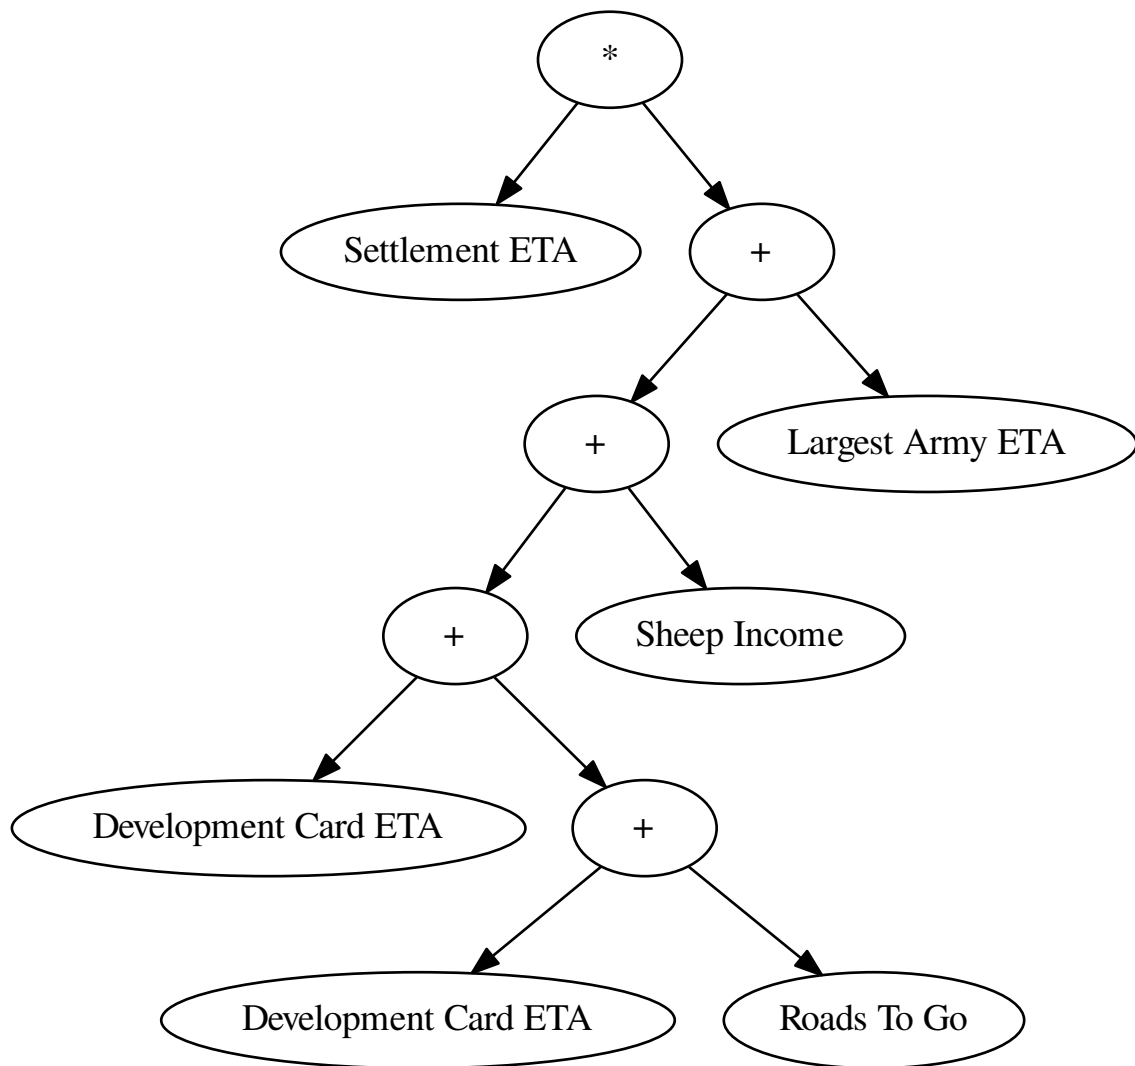 *
Settlement ETA
+
+
Largest Army ETA
+
Sheep Income
Development Card ETA
+
Development Card ETA
Roads To Go